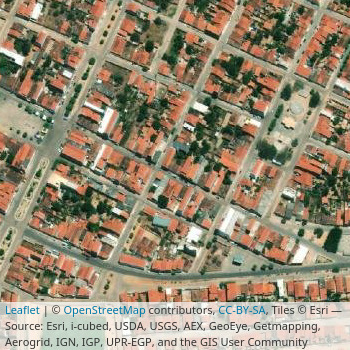 Leaflet | © OpenStreetMap contributors, CC-BY-SA, Tiles © Esri —
Source: Esri, i-cubed, USDA, USGS, AEX, GeoEye, Getmapping,
Aerogrid, IGN, IGP, UPR-EGP, and the GIS User Community